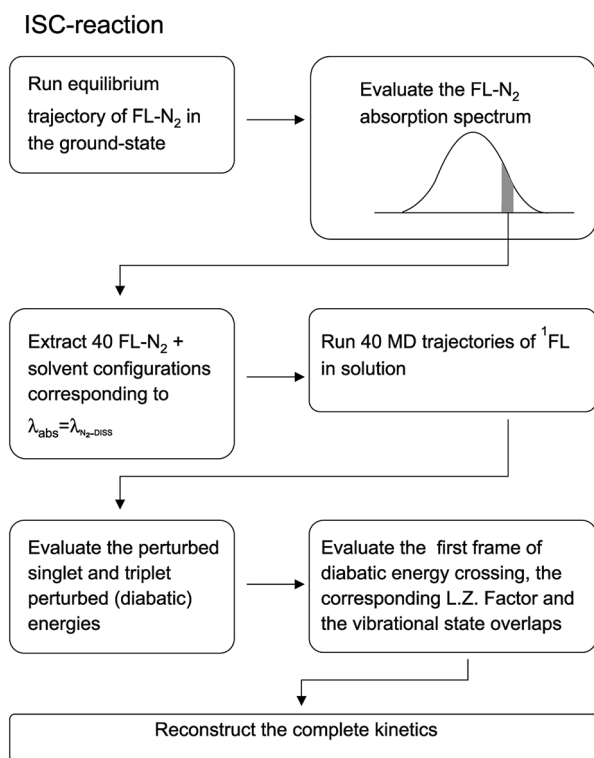 ISC-reaction
Run equilibrium
trajectory of FL-N₂ in
the ground-state
Evaluate the FL-N₂
absorption spectrum
Extract 40 FL-N₂ +
solvent configurations
corresponding to
λabs=λN₂-DISS
Run 40 MD trajectories of ¹FL
in solution
Evaluate the perturbed
singlet and triplet
perturbed (diabatic)
energies
Evaluate the first frame of
diabatic energy crossing, the
corresponding L.Z. Factor and
the vibrational state overlaps
Reconstruct the complete kinetics